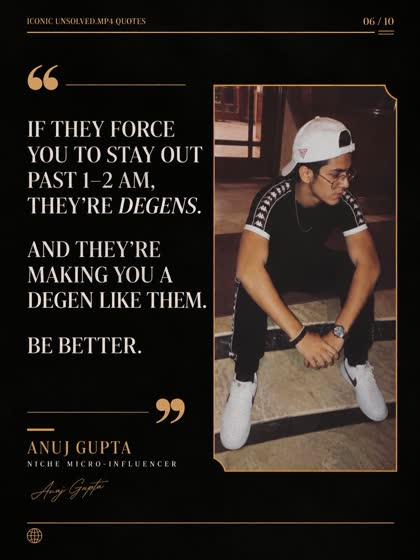 ICONIC UNSOLVED.MP4 QUOTES
06 / 10
“
IF THEY FORCE
YOU TO STAY OUT
PAST 1–2 AM,
THEY’RE DEGENS.
AND THEY’RE
MAKING YOU A
DEGEN LIKE THEM.
BE BETTER.
”
ANUJ GUPTA
NICHE MICRO-INFLUENCER
Anuj Gupta